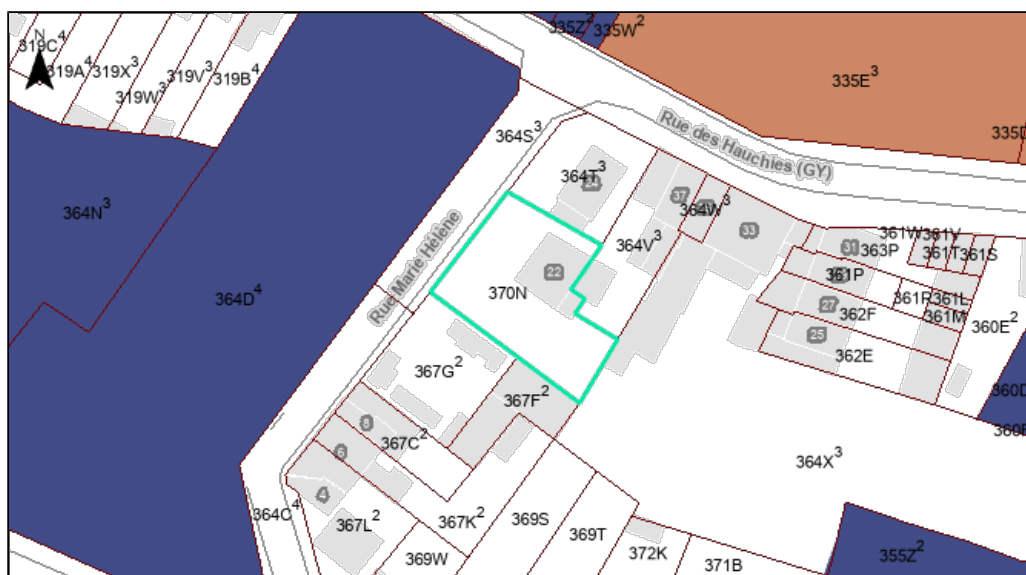 335Z²
335W²
N
319C⁴
319A⁴
319X³
319V³
319B⁴
319W³
335E³
364S³
Rue des Hauchies (GY)
335D
364T³
24
37
364W³
33
364N³
Rue Marie Hélène
364V³
361W
361V
31
363P
361T
361S
22
361P
370N
364D⁴
361R
361L
27
362F
361M
360E²
25
362E
367G²
360D
367F²
8
367C²
6
364X³
4
364C⁴
367L²
367K²
369S
369T
369W
372K
371B
355Z²